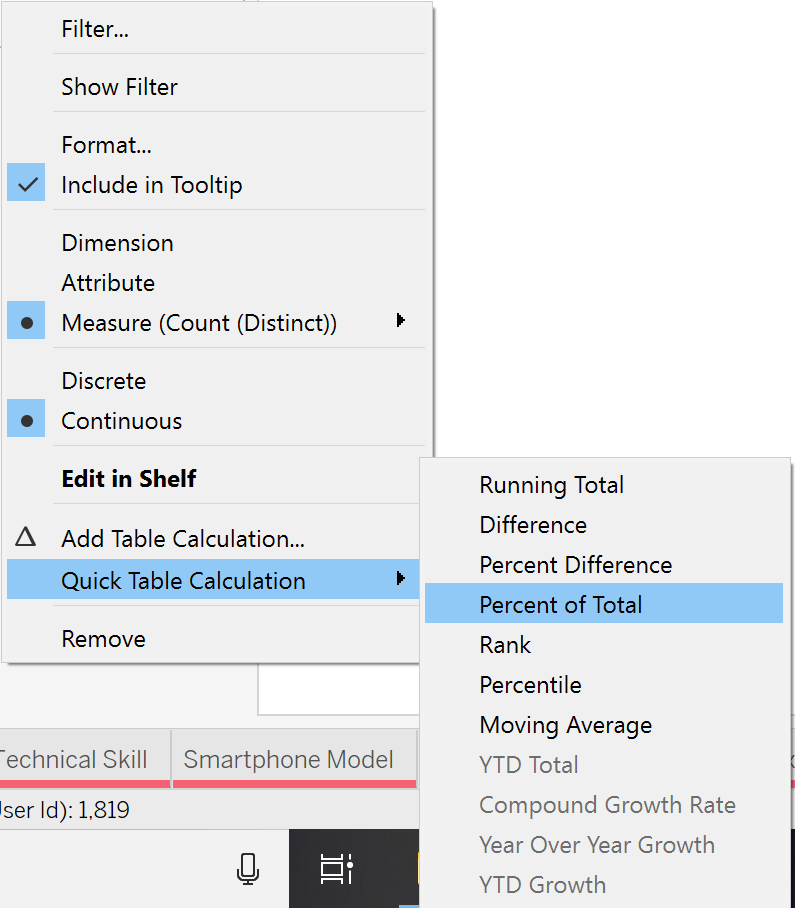 Filter...
Show Filter
Format...
Include in Tooltip
Dimension
Attribute
Measure (Count (Distinct))
Discrete
Continuous
Edit in Shelf
Add Table Calculation...
Quick Table Calculation
Remove
Running Total
Difference
Percent Difference
Percent of Total
Rank
Percentile
Moving Average
YTD Total
Compound Growth Rate
Year Over Year Growth
YTD Growth
Technical Skill
Smartphone Model
ser Id): 1,819